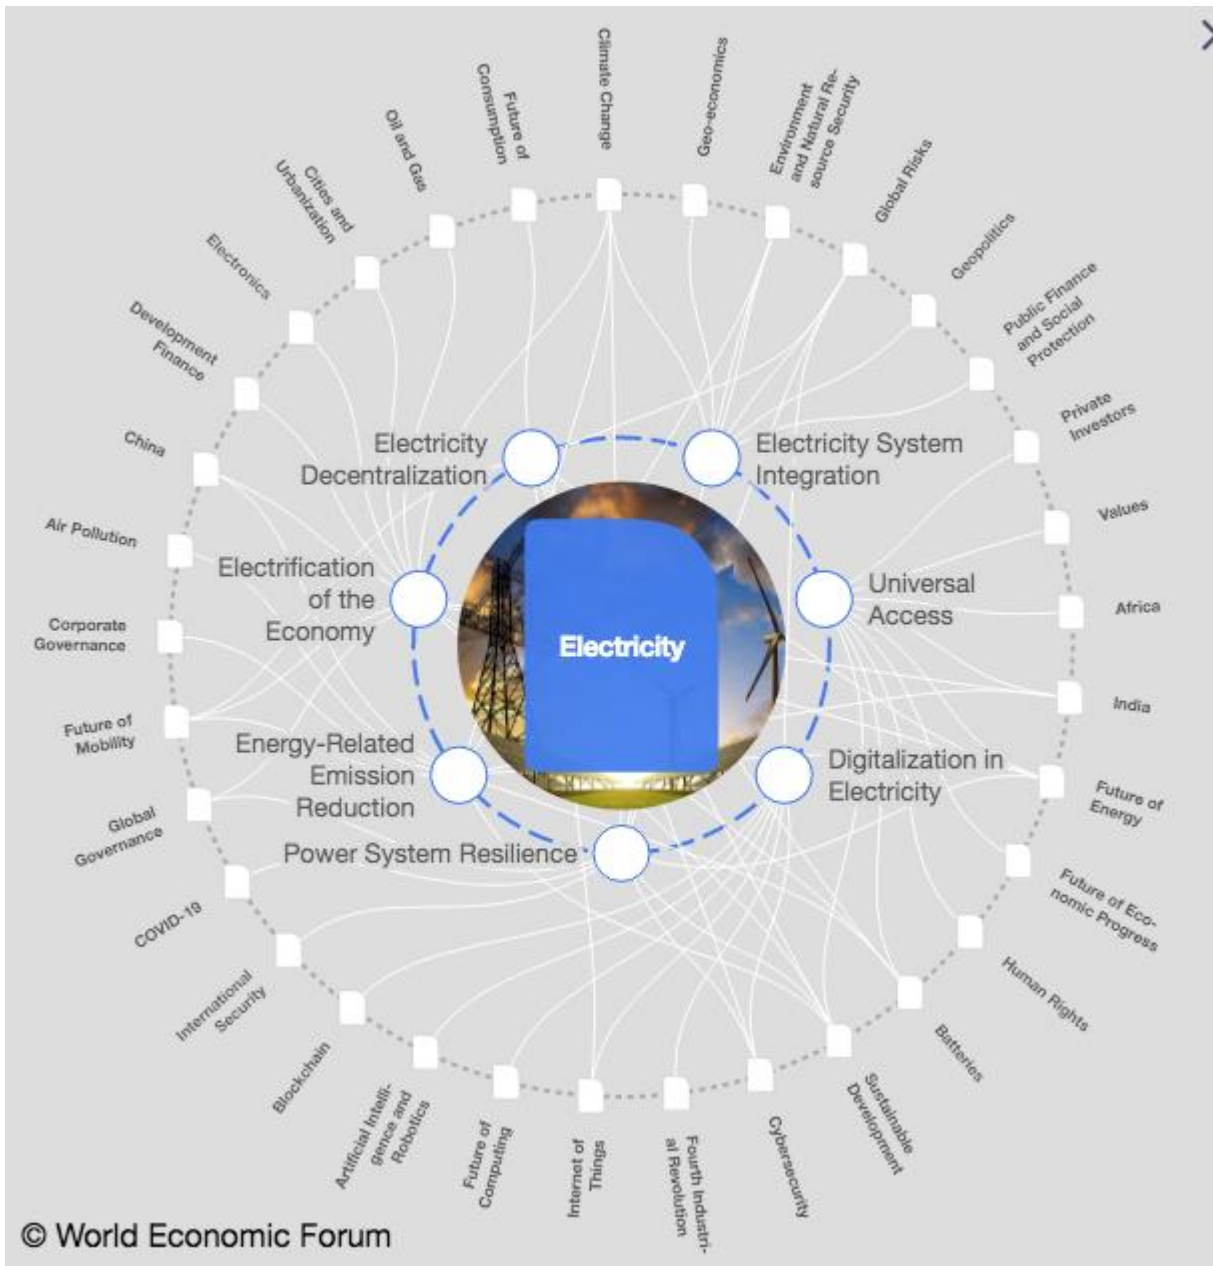 Climate Change
Geo-economics
Environment
and Natural Re-
source Security
Global Risks
Geopolitics
Public Finance
and Social
Protection
Private
Investors
Values
Africa
India
Future of
Energy
Future of Eco-
nomic Progress
Human Rights
Batteries
Sustainable
Development
Cybersecurity
Fourth Industri-
al Revolution
Internet of
Things
Future of
Computing
Artificial Intelli-
gence and
Robotics
Blockchain
International
Security
COVID-19
Global
Governance
Future of
Mobility
Corporate
Governance
Air Pollution
China
Development
Finance
Electronics
Cities and
Urbanization
Oil and Gas
Future of
Consumption
Electricity
Decentralization
Electricity System
Integration
Electrification
of the
Economy
Universal
Access
Electricity
Energy-Related
Emission
Reduction
Digitalization in
Electricity
Power System Resilience
© World Economic Forum